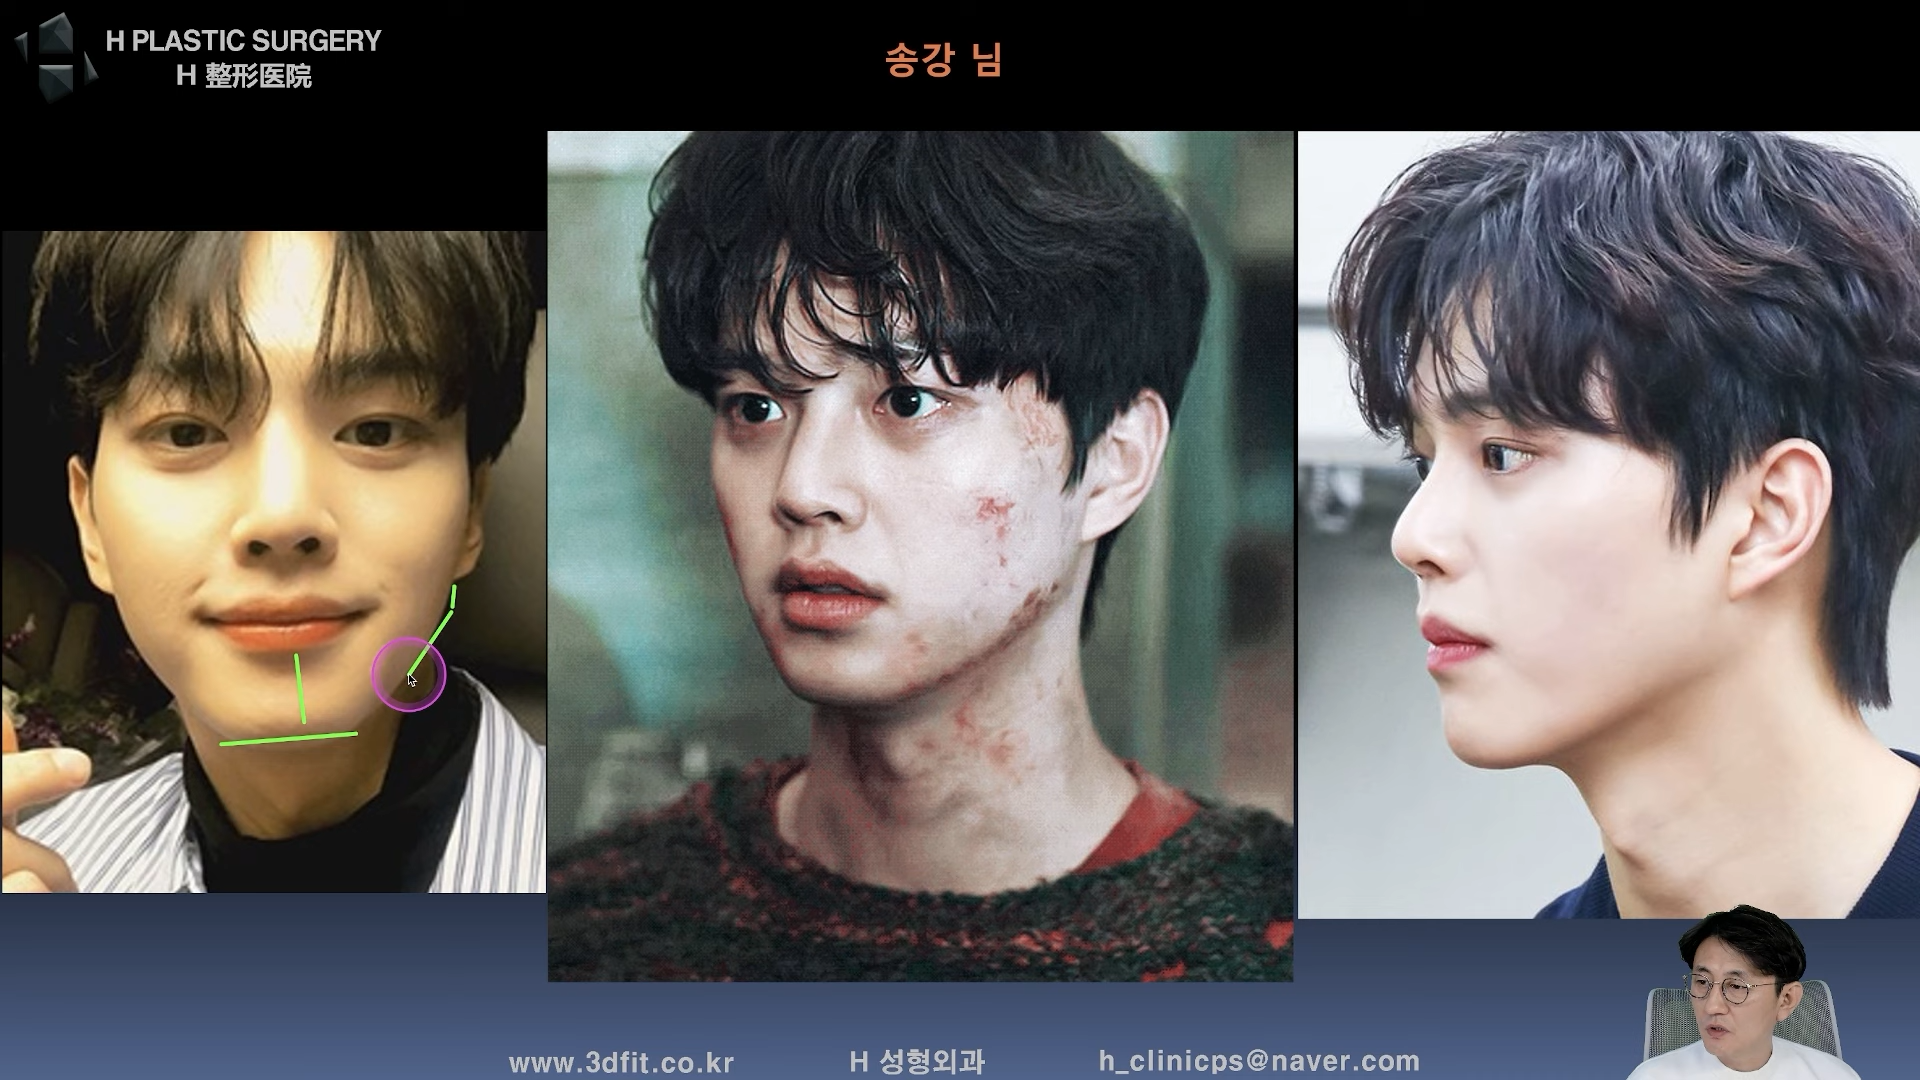 H PLASTIC SURGERY
H 整形医院
송강 님
www.3dfit.co.kr
H 성형외과
h_clinicps@naver.com